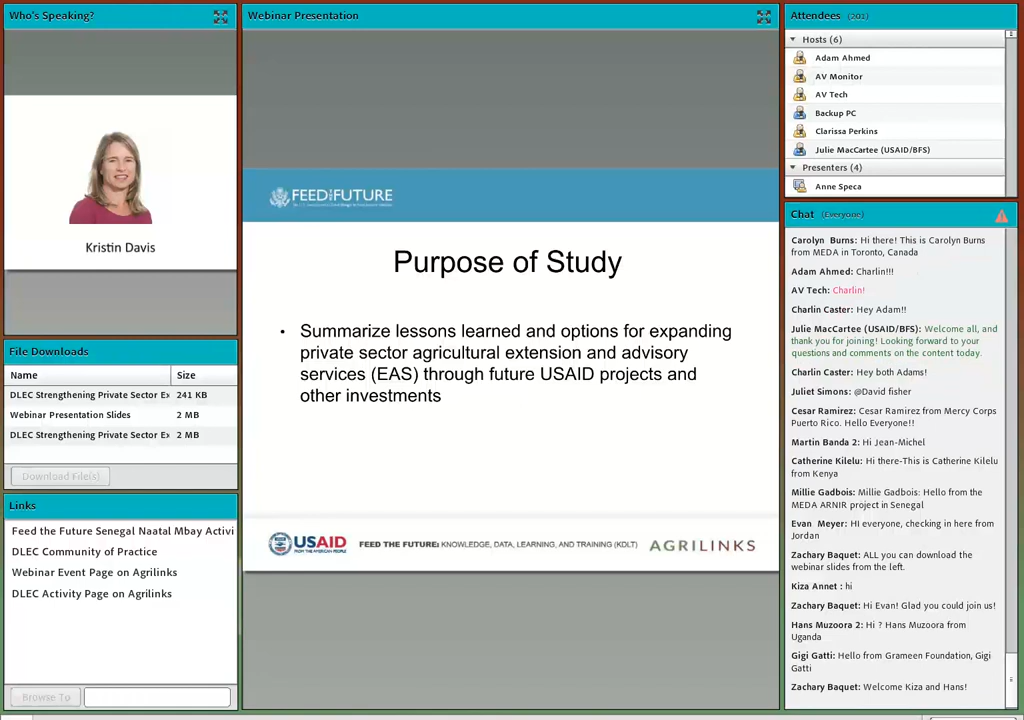 Who's Speaking?
Kristin Davis
File Downloads
Name Size
DLEC Strengthening Private Sector Ex 241 KB
Webinar Presentation Slides 2 MB
DLEC Strengthening Private Sector Ex 2 MB
Download File(s)
Links
Feed the Future Senegal Naatal Mbay Activi
DLEC Community of Practice
Webinar Event Page on Agrilinks
DLEC Activity Page on Agrilinks
Browse To
Webinar Presentation
FEED THE FUTURE
Purpose of Study
• Summarize lessons learned and options for expanding
private sector agricultural extension and advisory
services (EAS) through future USAID projects and
other investments
USAID
FROM THE AMERICAN PEOPLE
FEED THE FUTURE: KNOWLEDGE, DATA, LEARNING, AND TRAINING (KDLT)
AGRILINKS
Attendees (201)
Hosts (6)
Adam Ahmed
AV Monitor
AV Tech
Backup PC
Clarissa Perkins
Julie MacCartee (USAID/BFS)
Presenters (4)
Anne Speca
Chat (Everyone)
Carolyn Burns: Hi there! This is Carolyn Burns
from MEDA in Toronto, Canada
Adam Ahmed: Charlin!!!
AV Tech: Charlin!
Charlin Caster: Hey Adam!!
Julie MacCartee (USAID/BFS): Welcome all, and
thank you for joining! Looking forward to your
questions and comments on the content today.
Charlin Caster: Hey both Adams!
Juliet Simons: @David fisher
Cesar Ramirez: Cesar Ramirez from Mercy Corps
Puerto Rico. Hello Everyone!!
Martin Banda 2: Hi Jean-Michel
Catherine Kilelu: Hi there-This is Catherine Kilelu
from Kenya
Millie Gadbois: Millie Gadbois: Hello from the
MEDA ARNIR project in Senegal
Evan Meyer: HI everyone, checking in here from
Jordan
Zachary Baquet: ALL you can download the
webinar slides from the left.
Kiza Annet : hi
Zachary Baquet: Hi Evan! Glad you could join us!
Hans Muzoora 2: Hi ? Hans Muzoora from
Uganda
Gigi Gatti: Hello from Grameen Foundation, Gigi
Gatti
Zachary Baquet: Welcome Kiza and Hans!